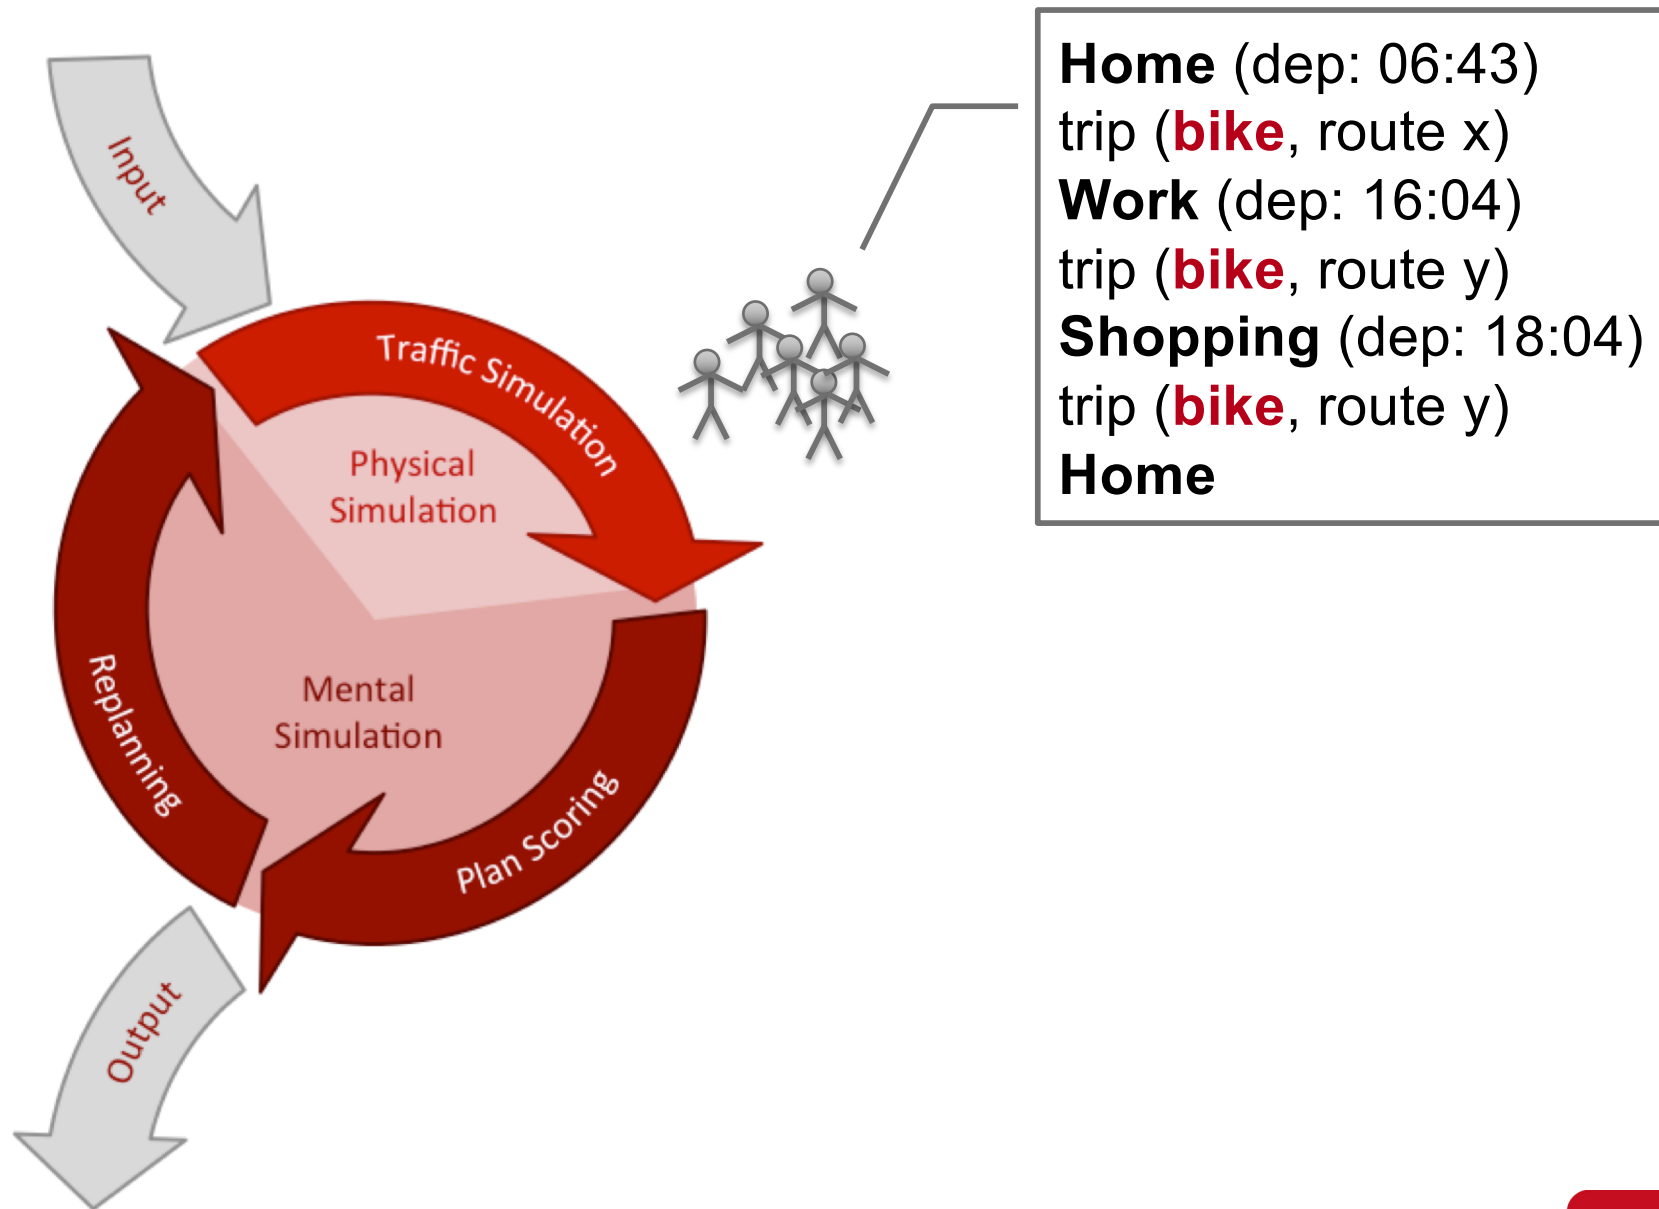 Input
Traffic Simulation
Physical
Simulation
Mental
Simulation
Replanning
Plan Scoring
Output
Home (dep: 06:43)
trip (bike, route x)
Work (dep: 16:04)
trip (bike, route y)
Shopping (dep: 18:04)
trip (bike, route y)
Home